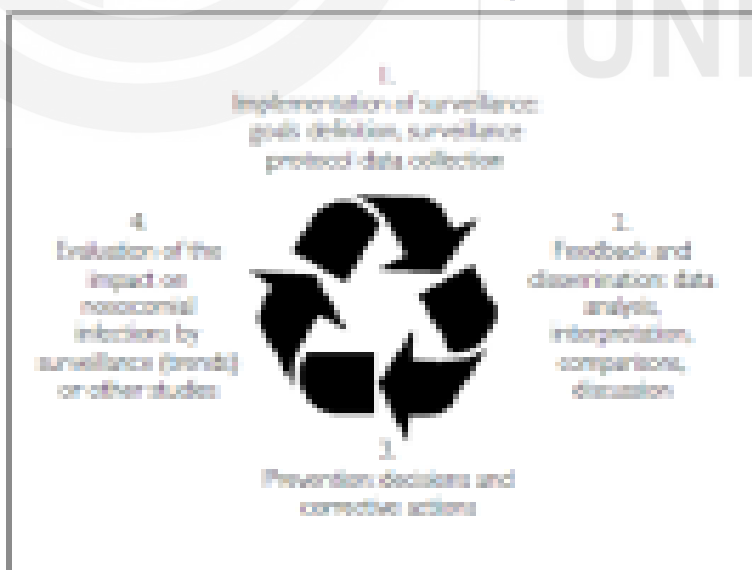 UNI
1.
Implementation of surveillance:
goals definition, surveillance
protocol data collection
4.
Evaluation of the
impact on
nosocomial
infections by
surveillance (trends)
or other studies
2.
Feedback and
dissemination: data
analysis,
interpretation,
comparisons,
discussion
3.
Prevention: decisions and
corrective actions